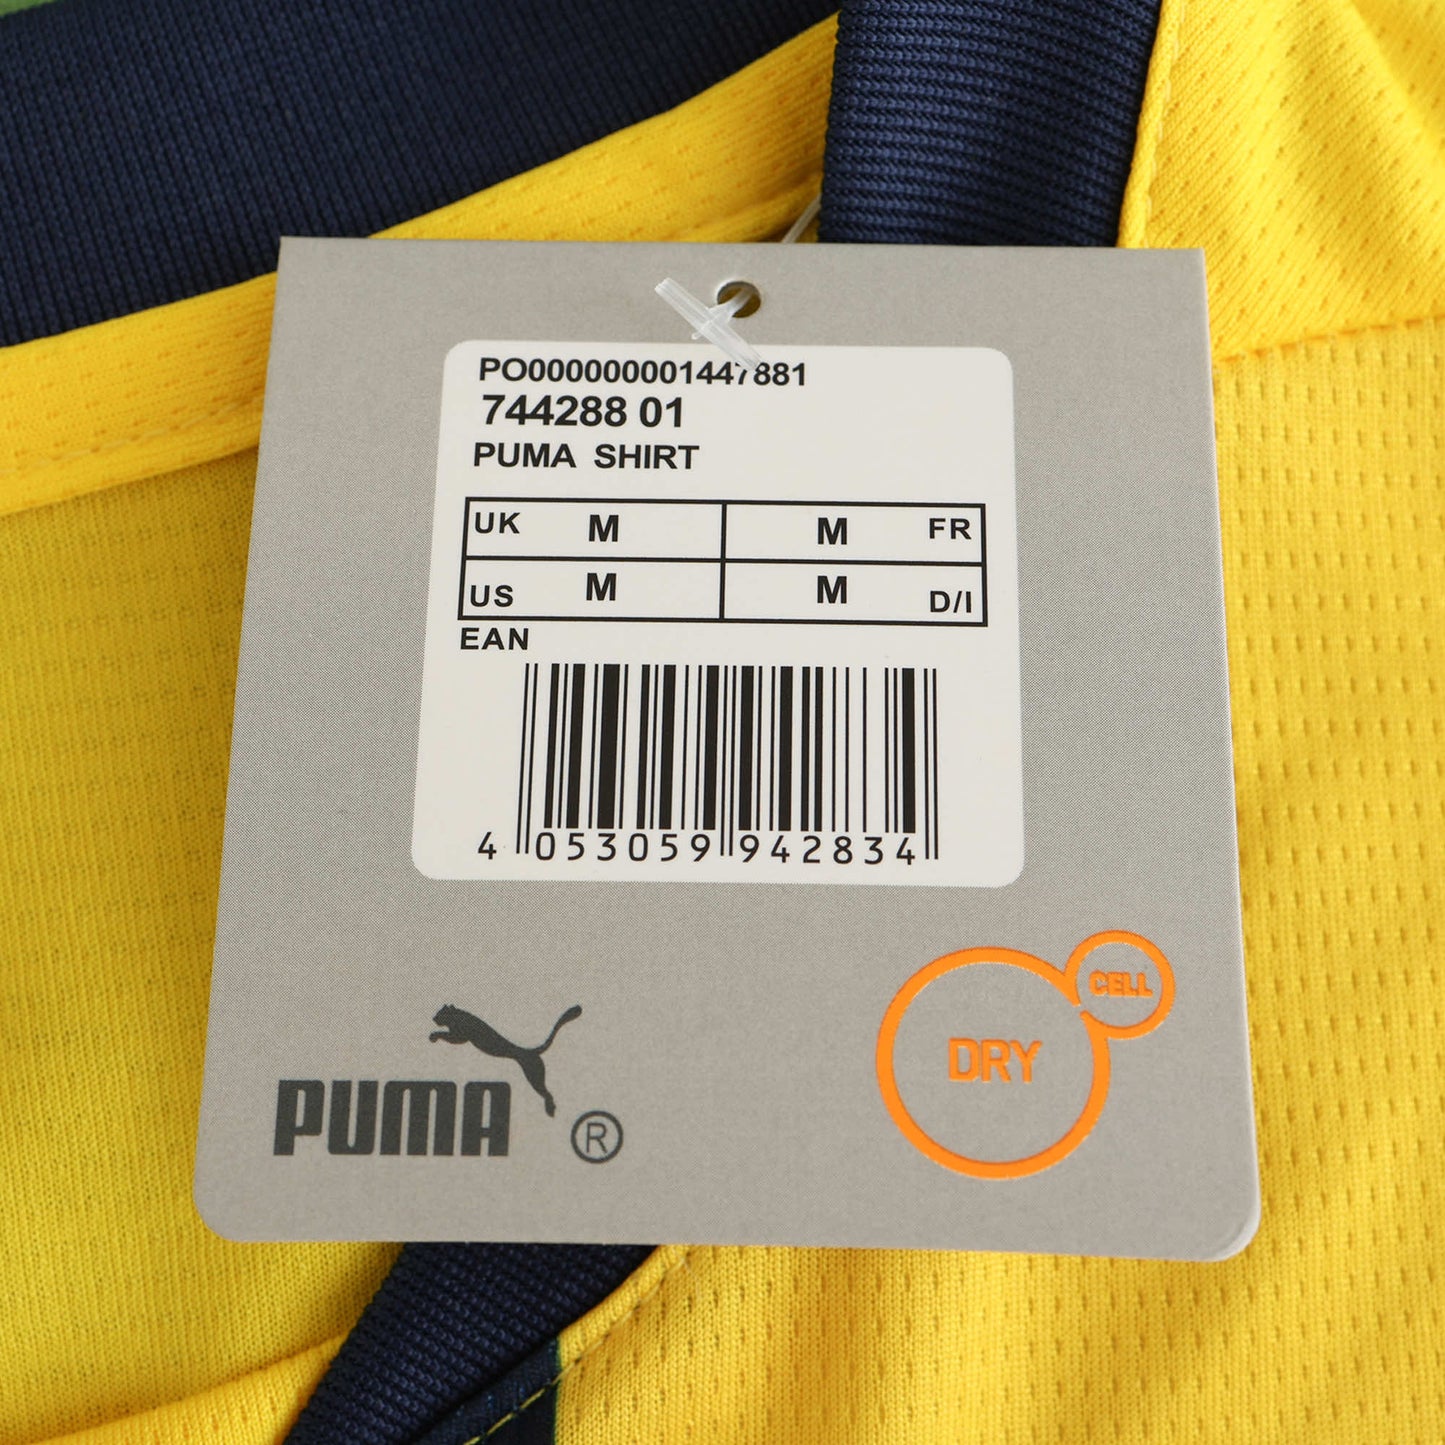 PO000000001447881
744288 01
PUMA SHIRT
UK M M FR
US M M D/I
EAN
4 053059 942834
CELL
DRY
PUMA ®